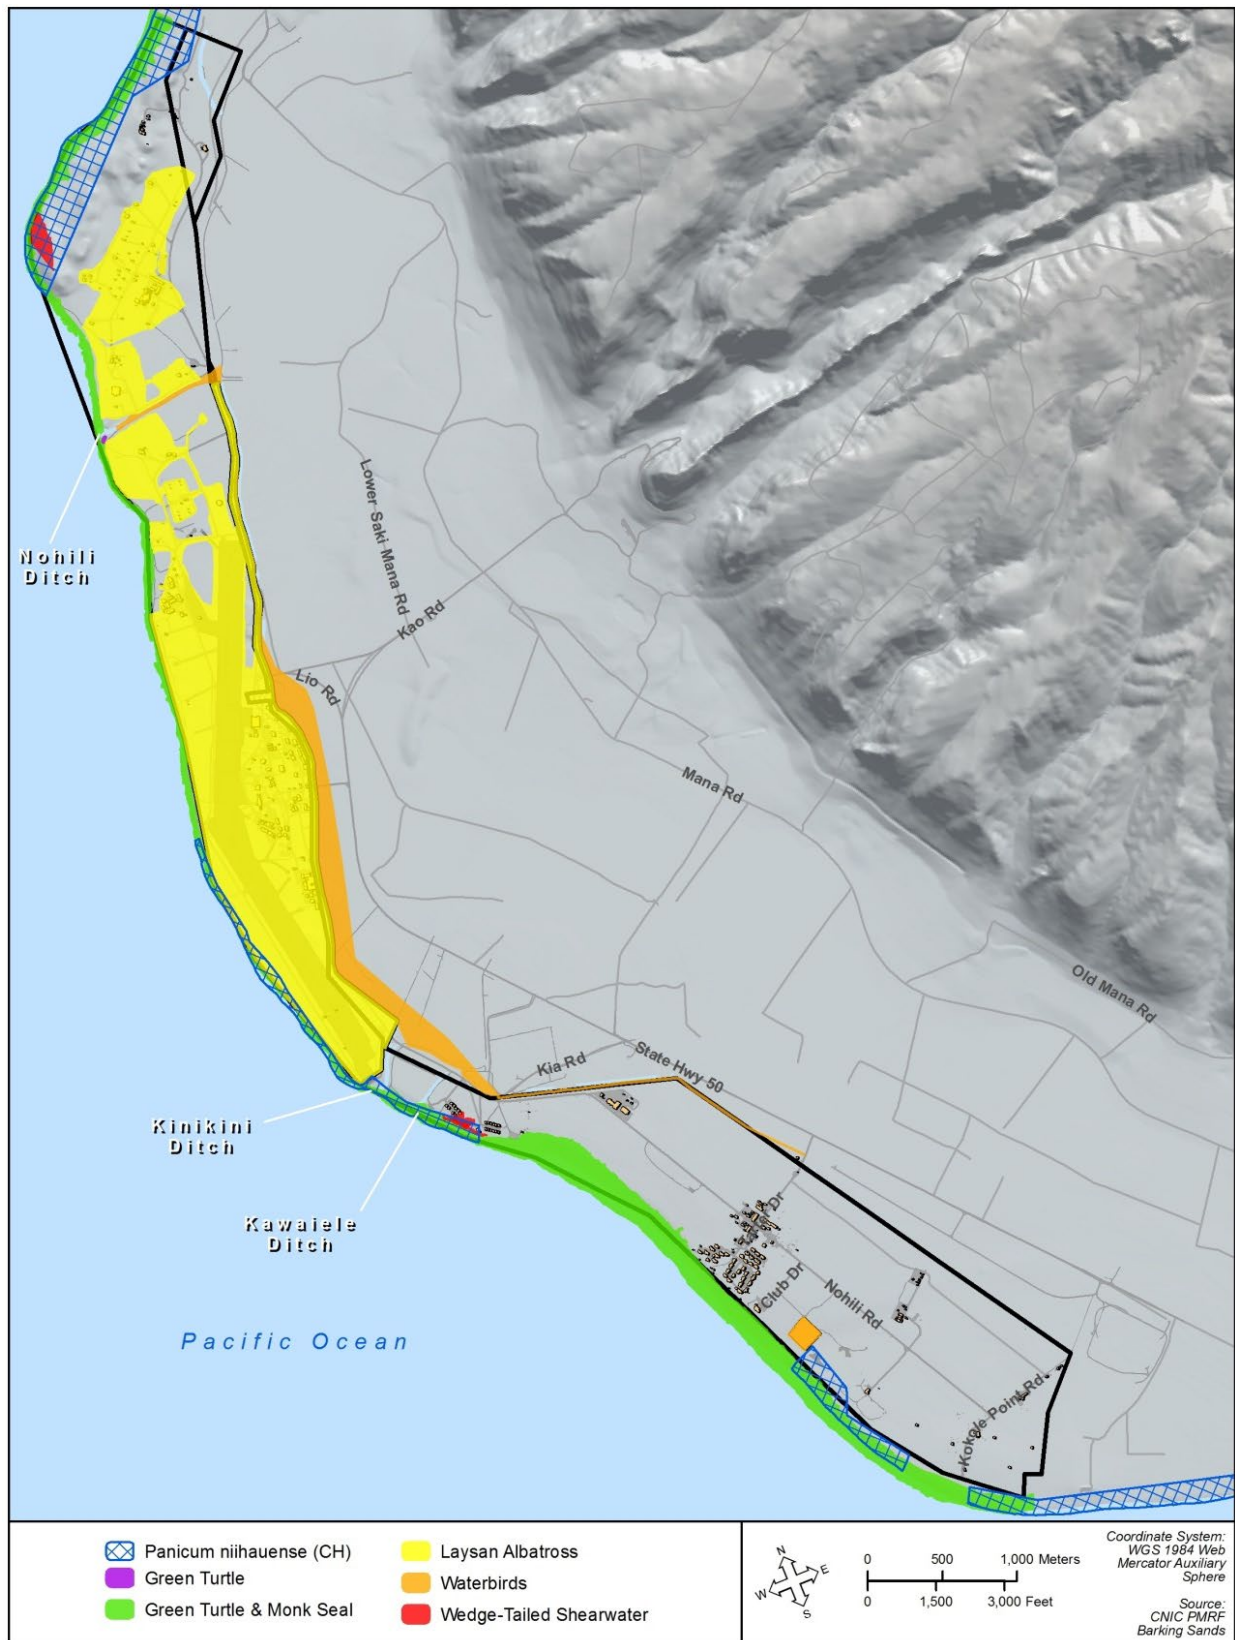 Nohili
Ditch
Lower Saki Mana Rd
Kao Rd
Lio Rd
Mana Rd
Old Mana Rd
Kia Rd
State Hwy 50
Kinikini
Ditch
Kawaiele
Ditch
Pacific Ocean
Club Dr
Nohili Rd
Kokole Point Rd
Panicum niihauense (CH)
Green Turtle
Green Turtle & Monk Seal
Laysan Albatross
Waterbirds
Wedge-Tailed Shearwater
N
E
W
S
0 500 1,000 Meters
0 1,500 3,000 Feet
Coordinate System:
WGS 1984 Web
Mercator Auxiliary
Sphere
Source:
CNIC PMRF
Barking Sands